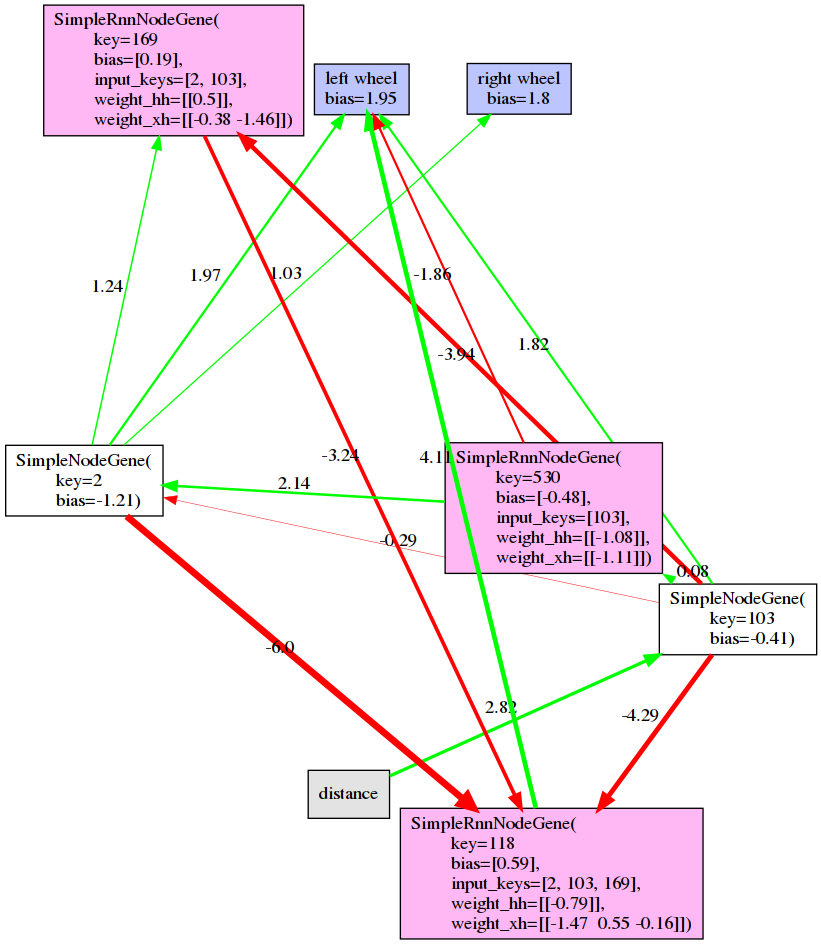 SimpleRnnNodeGene(
key=169
bias=[0.19],
input_keys=[2, 103],
weight_hh=[[0.5]],
weight_xh=[[-0.38 -1.46]])
left wheel
bias=1.95
right wheel
bias=1.8
1.24
1.97
1.03
-1.86
-3.94
1.82
-3.24
4.11
SimpleNodeGene(
key=2
bias=-1.21)
2.14
SimpleRnnNodeGene(
key=530
bias=[-0.48],
input_keys=[103],
weight_hh=[[-1.08]],
weight_xh=[[-1.11]])
-0.29
0.08
SimpleNodeGene(
key=103
bias=-0.41)
-6.0
2.82
-4.29
distance
SimpleRnnNodeGene(
key=118
bias=[0.59],
input_keys=[2, 103, 169],
weight_hh=[[-0.79]],
weight_xh=[[-1.47  0.55 -0.16]])